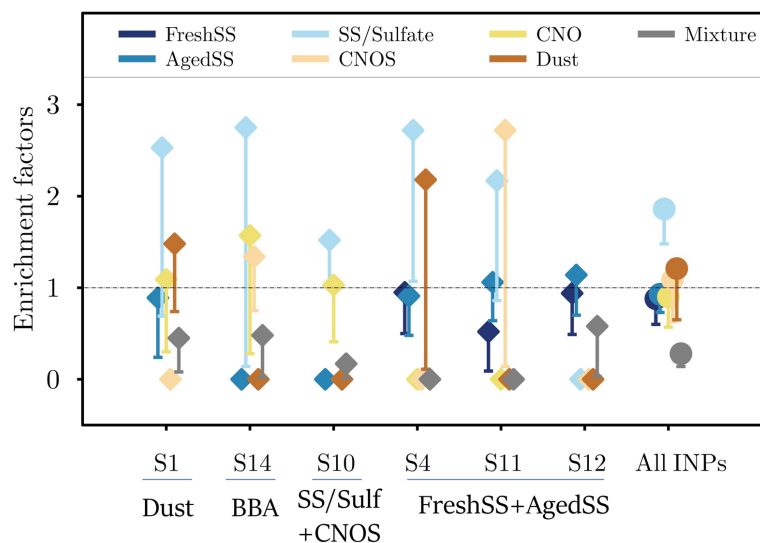 FreshSS SS/Sulfate CNO Mixture
AgedSS CNOS Dust
Enrichment factors
3
2
1
0
S1 S14 S10 S4 S11 S12 All INPs
Dust BBA SS/Sulf FreshSS+AgedSS
+CNOS